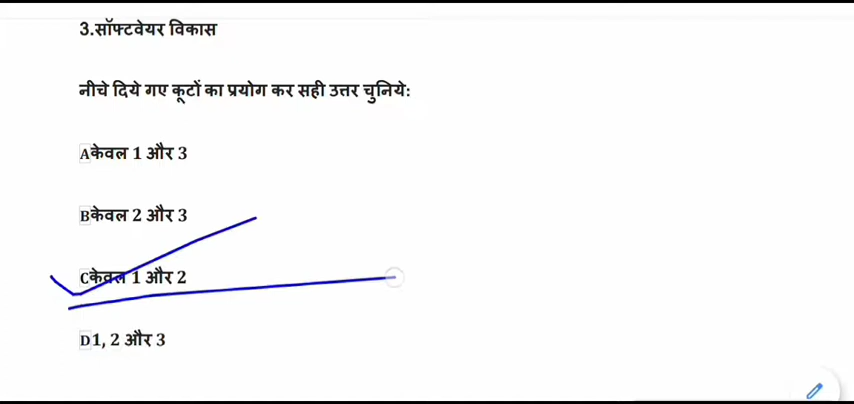 3.सॉफ्टवेयर विकास
नीचे दिये गए कूटों का प्रयोग कर सही उत्तर चुनिये:
Aकेवल 1 और 3
Bकेवल 2 और 3
Cकेवल 1 और 2
D1, 2 और 3